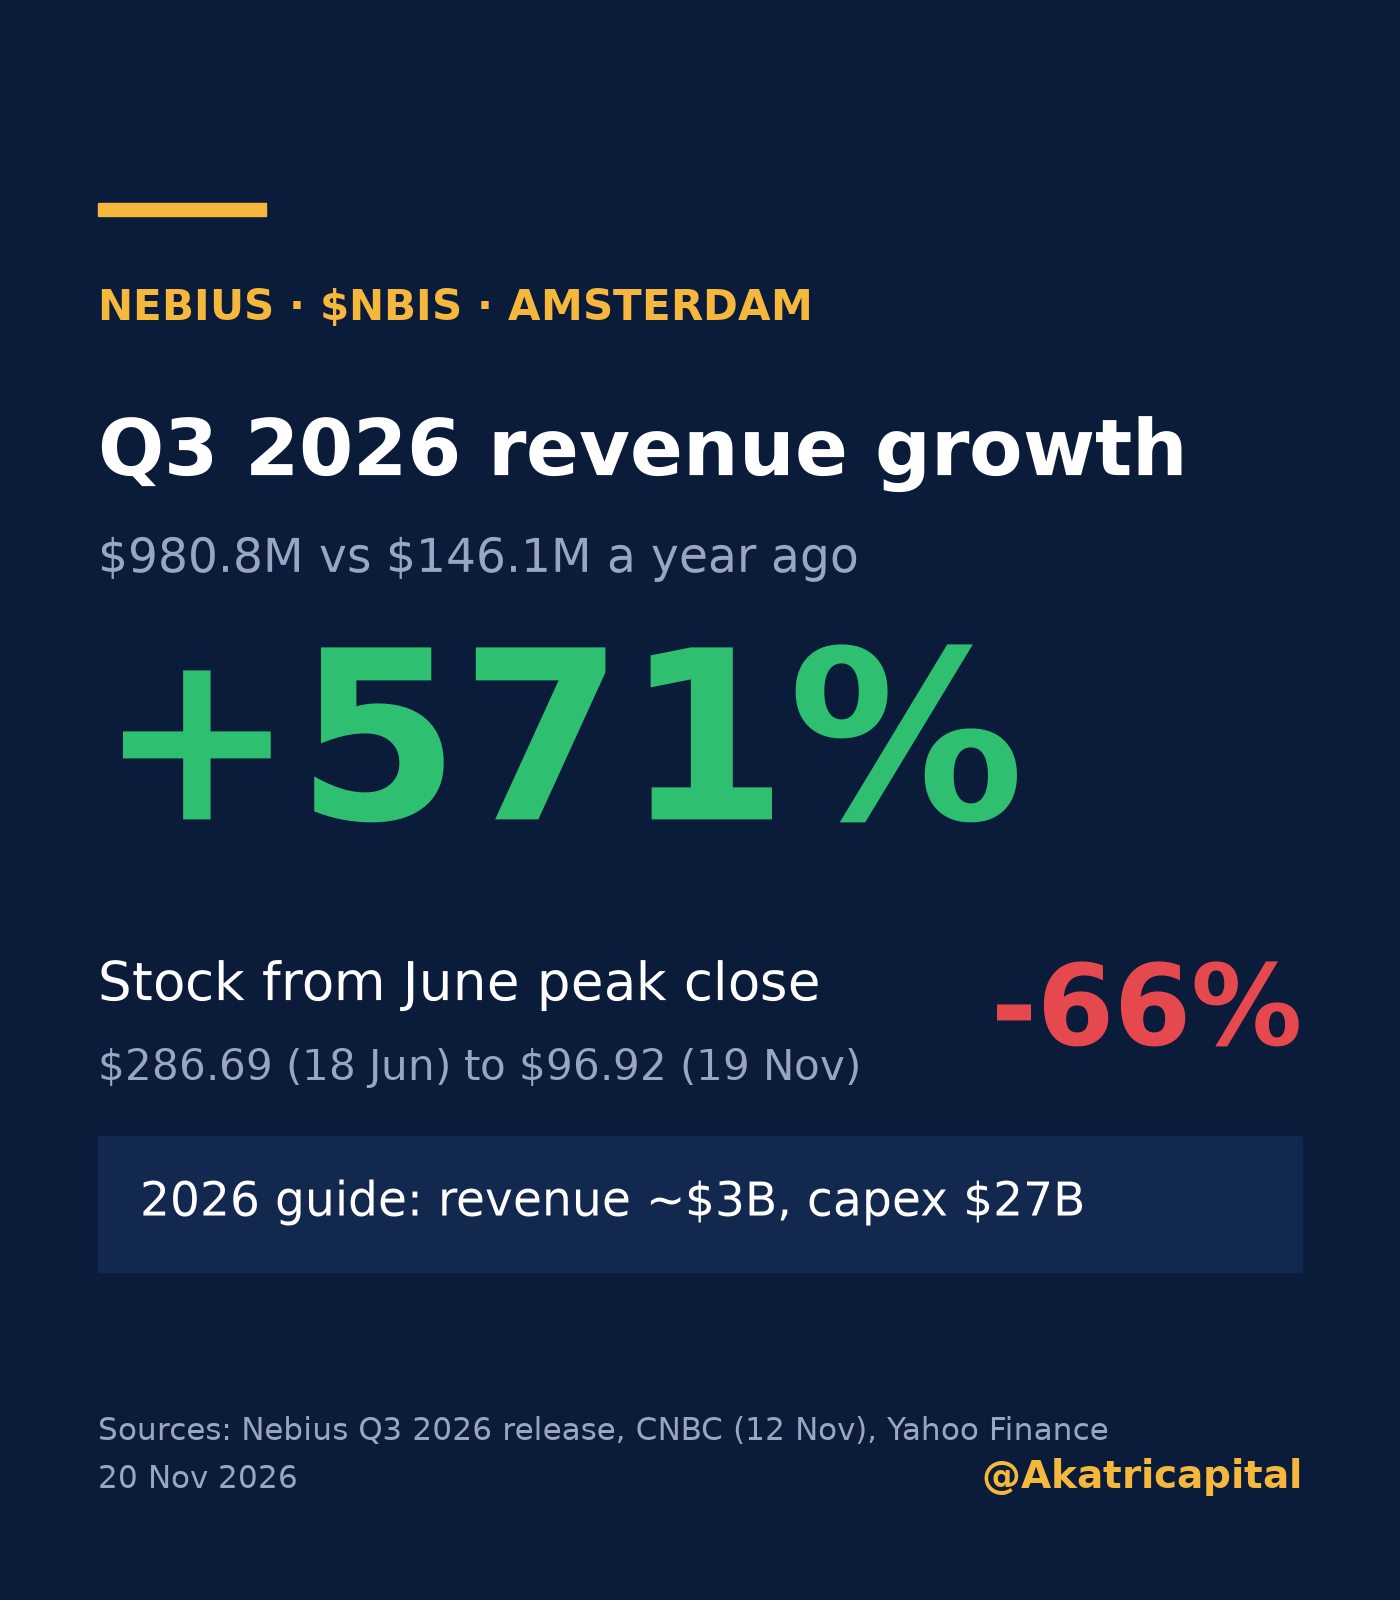 NEBIUS · $NBIS · AMSTERDAM
Q3 2026 revenue growth
$980.8M vs $146.1M a year ago
+571%
Stock from June peak close
-66%
$286.69 (18 Jun) to $96.92 (19 Nov)
2026 guide: revenue ~$3B, capex $27B
Sources: Nebius Q3 2026 release, CNBC (12 Nov), Yahoo Finance
20 Nov 2026
@Akatricapital